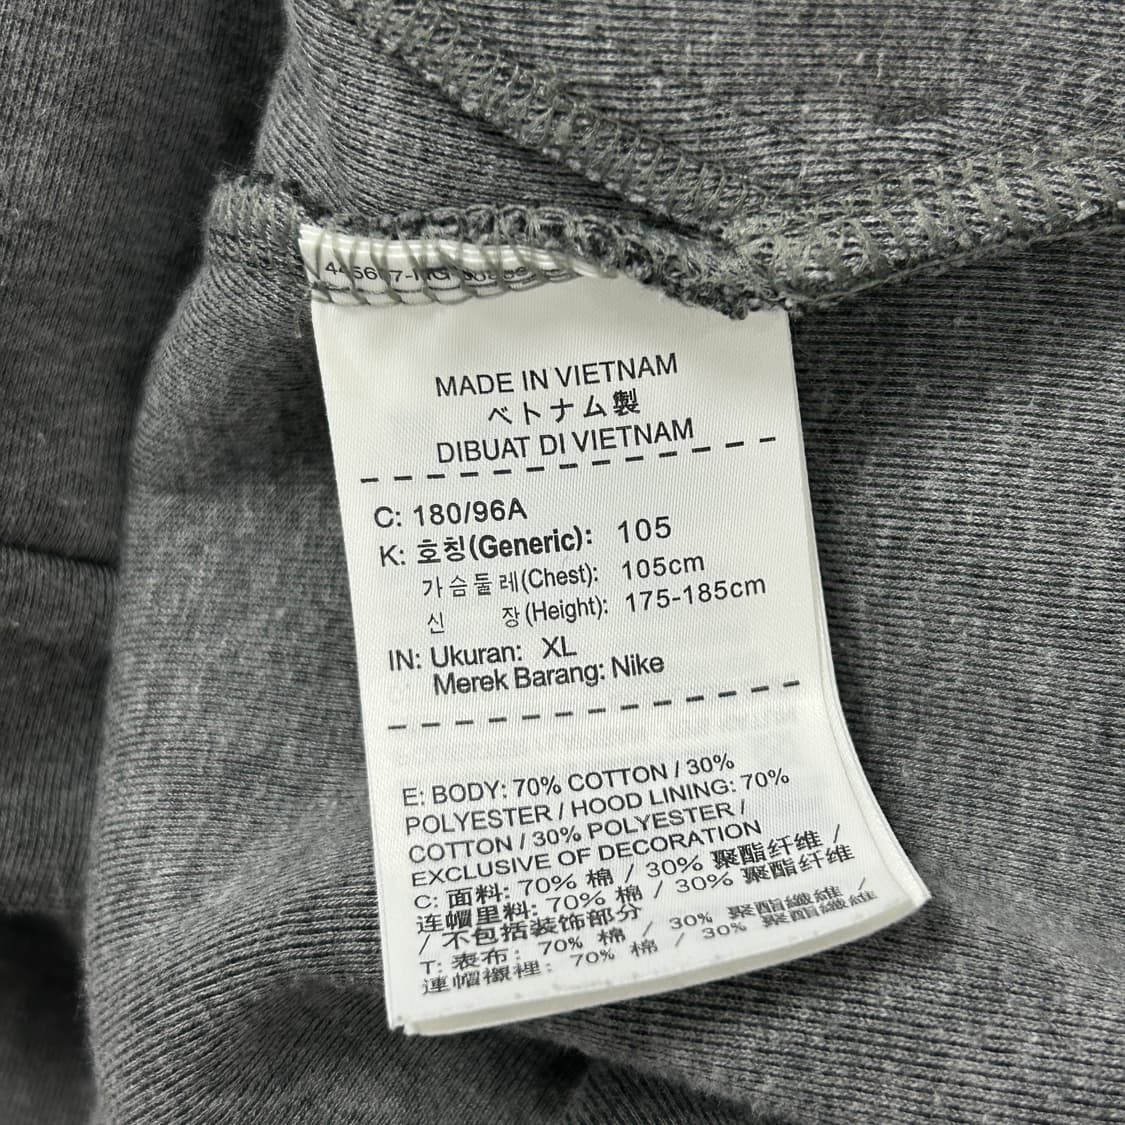 MADE IN VIETNAM
ベトナム製
DIBUAT DI VIETNAM
C: 180/96A
K: 호칭(Generic): 105
가슴둘레(Chest): 105cm
신 장(Height): 175-185cm
IN: Ukuran: XL
Merek Barang: Nike
E: BODY: 70% COTTON / 30%
POLYESTER / HOOD LINING: 70%
COTTON / 30% POLYESTER /
EXCLUSIVE OF DECORATION
C: 面料: 70% 棉 / 30% 聚酯纤维 /
连帽里料: 70% 棉 / 30% 聚酯纤维
/ 不包括装饰部分
T: 表布: 70% 棉 / 30% 聚酯纖維 /
連帽襯裡: 70% 棉 / 30% 聚酯纖維